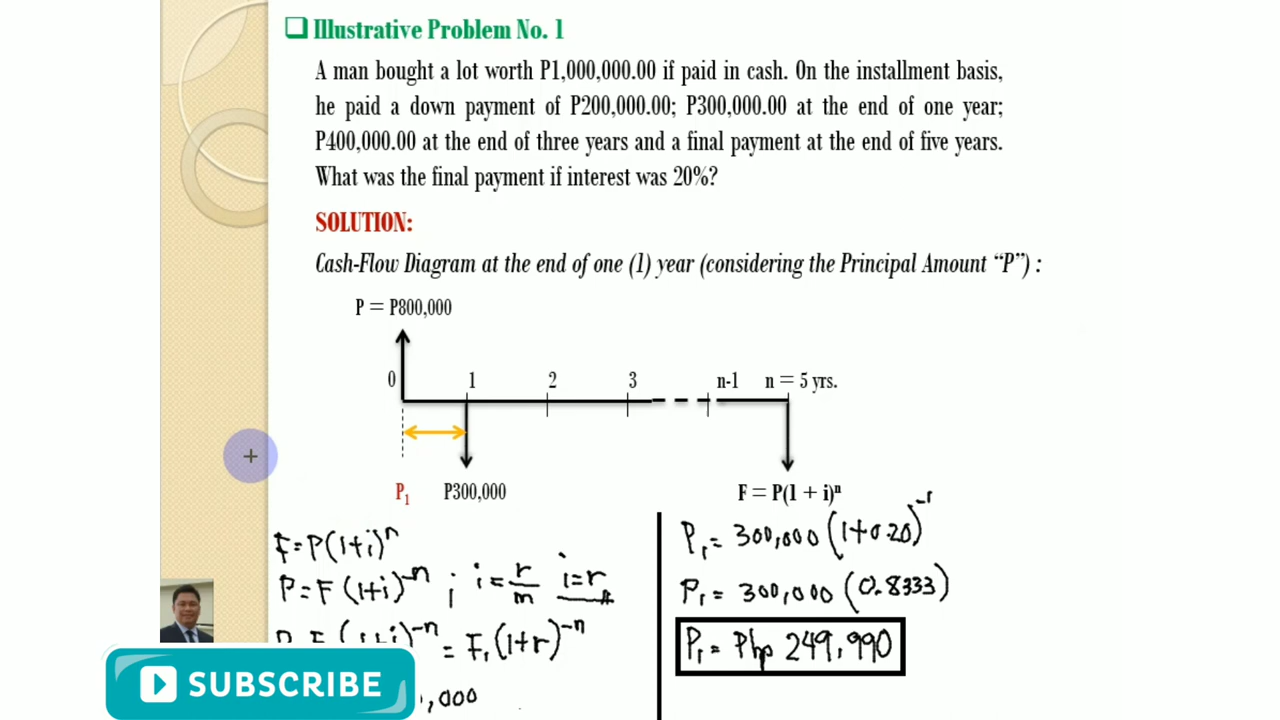 Illustrative Problem No. 1
A man bought a lot worth P1,000,000.00 if paid in cash. On the installment basis,
he paid a down payment of P200,000.00; P300,000.00 at the end of one year;
P400,000.00 at the end of three years and a final payment at the end of five years.
What was the final payment if interest was 20%?
SOLUTION:
Cash-Flow Diagram at the end of one (1) year (considering the Principal Amount “P”) :
P = P800,000
0 1 2 3 n-1 n = 5 yrs.
P₁ P300,000 F = P(1 + i)ⁿ
F=P(1+i)ⁿ
P=F(1+i)⁻ⁿ ; i = r/m i=r
= F₁(1+r)⁻ⁿ
,000
P₁ = 300,000 (1+0.20)⁻¹
P₁ = 300,000 (0.8333)
P₁ = Php 249,990
SUBSCRIBE